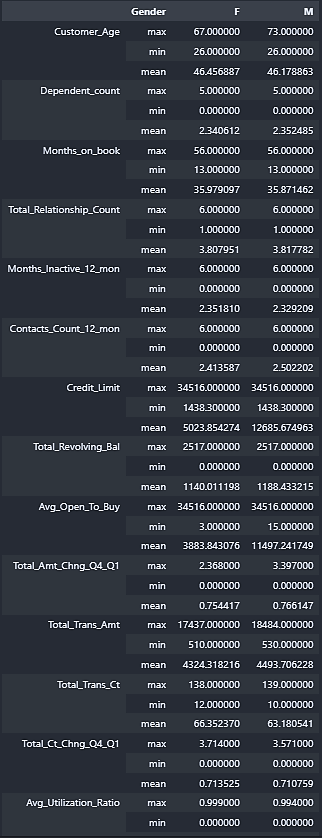 Gender F M
Customer_Age max 67.000000 73.000000
min 26.000000 26.000000
mean 46.456887 46.178863
Dependent_count max 5.000000 5.000000
min 0.000000 0.000000
mean 2.340612 2.352485
Months_on_book max 56.000000 56.000000
min 13.000000 13.000000
mean 35.979097 35.871462
Total_Relationship_Count max 6.000000 6.000000
min 1.000000 1.000000
mean 3.807951 3.817782
Months_Inactive_12_mon max 6.000000 6.000000
min 0.000000 0.000000
mean 2.351810 2.329209
Contacts_Count_12_mon max 6.000000 6.000000
min 0.000000 0.000000
mean 2.413587 2.502202
Credit_Limit max 34516.000000 34516.000000
min 1438.300000 1438.300000
mean 5023.854274 12685.674963
Total_Revolving_Bal max 2517.000000 2517.000000
min 0.000000 0.000000
mean 1140.011198 1188.433215
Avg_Open_To_Buy max 34516.000000 34516.000000
min 3.000000 15.000000
mean 3883.843076 11497.241749
Total_Amt_Chng_Q4_Q1 max 2.368000 3.397000
min 0.000000 0.000000
mean 0.754417 0.766147
Total_Trans_Amt max 17437.000000 18484.000000
min 510.000000 530.000000
mean 4324.318216 4493.706228
Total_Trans_Ct max 138.000000 139.000000
min 12.000000 10.000000
mean 66.352370 63.180541
Total_Ct_Chng_Q4_Q1 max 3.714000 3.571000
min 0.000000 0.000000
mean 0.713525 0.710759
Avg_Utilization_Ratio max 0.999000 0.994000
min 0.000000 0.000000